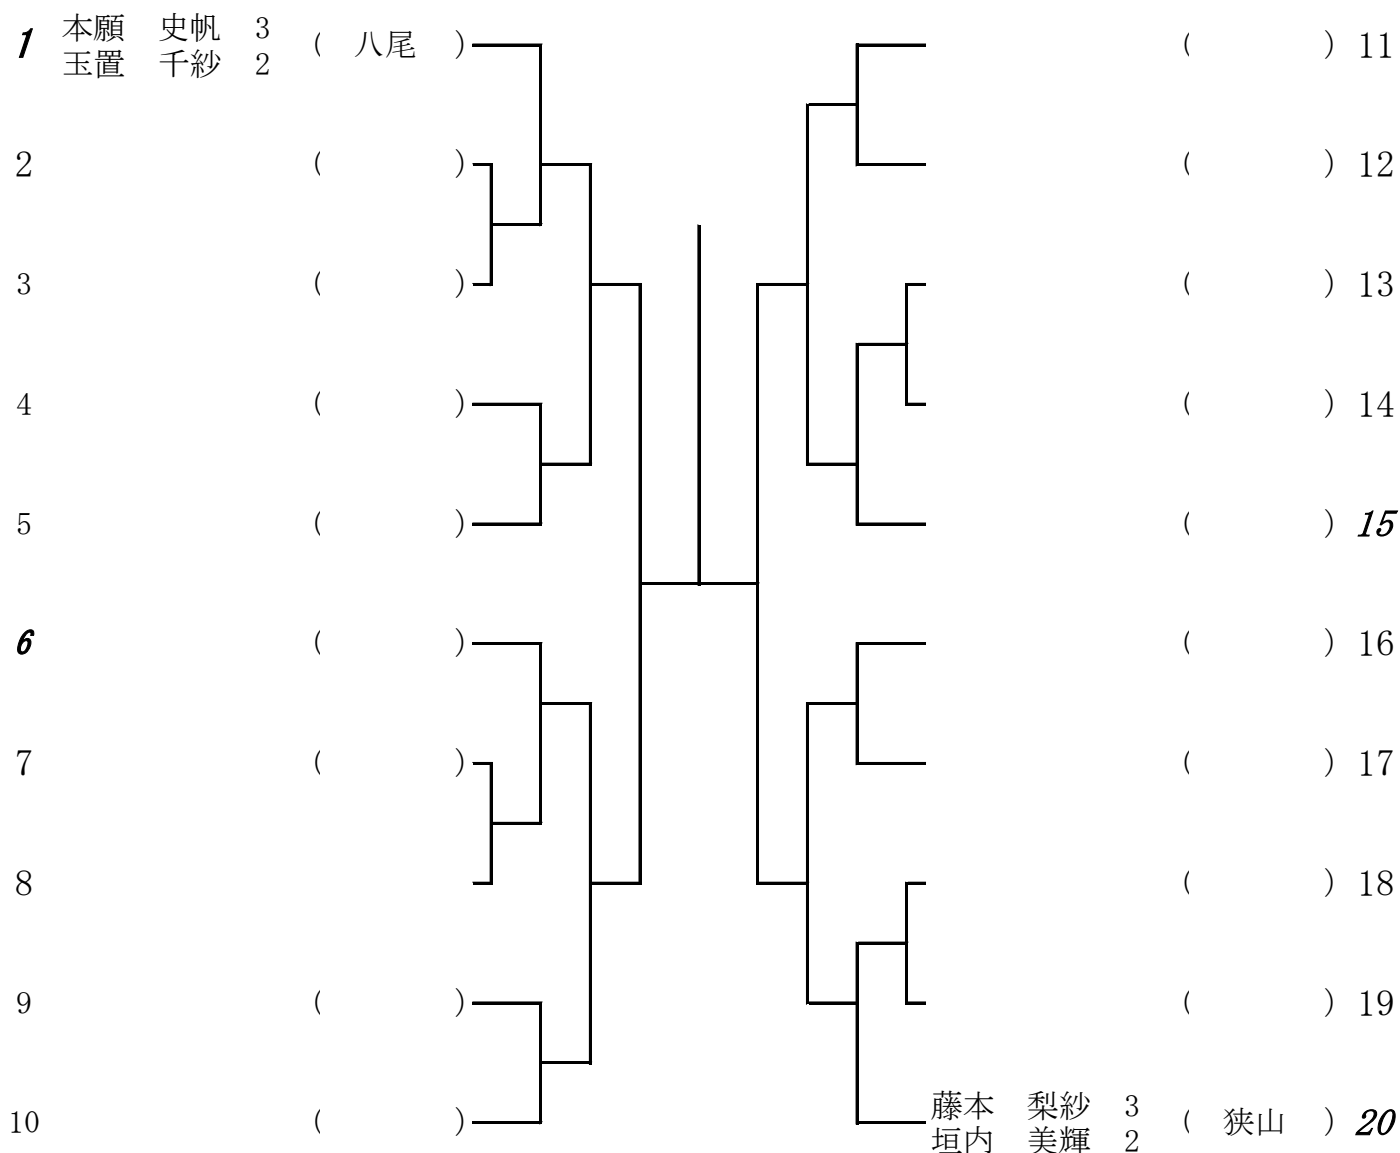 1 本願 史帆 3 ( 八尾 )
玉置 千紗 2
2 ( )
3 ( )
4 ( )
5 ( )
6 ( )
7 ( )
8
9 ( )
10 ( )
( ) 11
( ) 12
( ) 13
( ) 14
( ) 15
( ) 16
( ) 17
( ) 18
( ) 19
藤本 梨紗 3 ( 狭山 ) 20
垣内 美輝 2